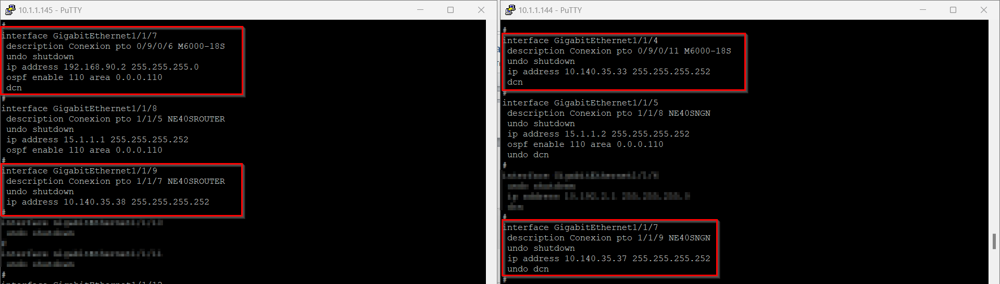 10.1.1.145 - PuTTY
#
interface GigabitEthernet1/1/7
description Conexion pto 0/9/0/6 M6000-18S
undo shutdown
ip address 192.168.90.2 255.255.255.0
ospf enable 110 area 0.0.0.110
dcn
#
interface GigabitEthernet1/1/8
description Conexion pto 1/1/5 NE40SROUTER
undo shutdown
ip address 15.1.1.1 255.255.255.252
ospf enable 110 area 0.0.0.110
#
interface GigabitEthernet1/1/9
description Conexion pto 1/1/7 NE40SROUTER
undo shutdown
ip address 10.140.35.38 255.255.255.252
#
#
10.1.1.144 - PuTTY
#
interface GigabitEthernet1/1/4
description Conexion pto 0/9/0/11 M6000-18S
undo shutdown
ip address 10.140.35.33 255.255.255.252
dcn
#
interface GigabitEthernet1/1/5
description Conexion pto 1/1/8 NE40SNGN
undo shutdown
ip address 15.1.1.2 255.255.255.252
ospf enable 110 area 0.0.0.110
undo dcn
#
#
interface GigabitEthernet1/1/7
description Conexion pto 1/1/9 NE40SNGN
undo shutdown
ip address 10.140.35.37 255.255.255.252
undo dcn
#